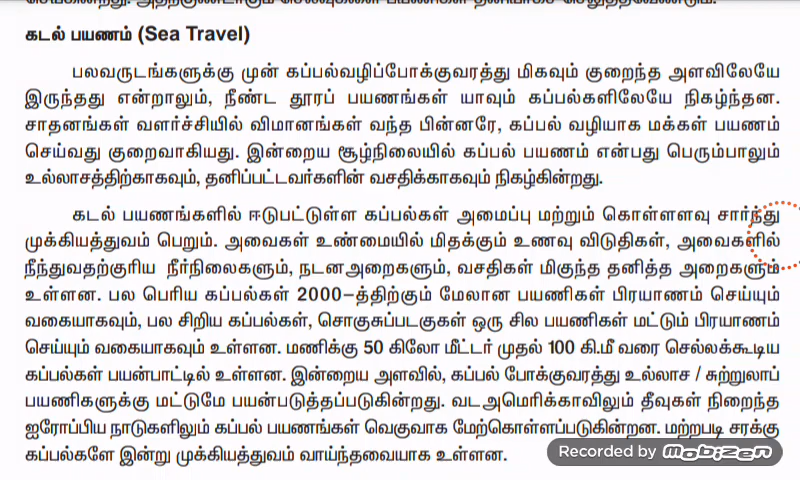 கடல் பயணம் (Sea Travel)
பலவருடங்களுக்கு முன் கப்பல்வழிப்போக்குவரத்து மிகவும் குறைந்த அளவிலேயே
இருந்தது என்றாலும், நீண்ட தூரப் பயணங்கள் யாவும் கப்பல்களிலேயே நிகழ்ந்தன.
சாதனங்கள் வளர்ச்சியில் விமானங்கள் வந்த பின்னரே, கப்பல் வழியாக மக்கள் பயணம்
செய்வது குறைவாகியது. இன்றைய சூழ்நிலையில் கப்பல் பயணம் என்பது பெரும்பாலும்
உல்லாசத்திற்காகவும், தனிப்பட்டவர்களின் வசதிக்காகவும் நிகழ்கின்றது.
கடல் பயணங்களில் ஈடுபட்டுள்ள கப்பல்கள் அமைப்பு மற்றும் கொள்ளளவு சார்ந்து
முக்கியத்துவம் பெறும். அவைகள் உண்மையில் மிதக்கும் உணவு விடுதிகள், அவைகளில்
நீந்துவதற்குரிய நீர்நிலைகளும், நடனஅறைகளும், வசதிகள் மிகுந்த தனித்த அறைகளும்
உள்ளன. பல பெரிய கப்பல்கள் 2000–த்திற்கும் மேலான பயணிகள் பிரயாணம் செய்யும்
வகையாகவும், பல சிறிய கப்பல்கள், சொகுசுப்படகுகள் ஒரு சில பயணிகள் மட்டும் பிரயாணம்
செய்யும் வகையாகவும் உள்ளன. மணிக்கு 50 கிலோ மீட்டர் முதல் 100 கி.மீ வரை செல்லக்கூடிய
கப்பல்கள் பயன்பாட்டில் உள்ளன. இன்றைய அளவில், கப்பல் போக்குவரத்து உல்லாச / சுற்றுலாப்
பயணிகளுக்கு மட்டுமே பயன்படுத்தப்படுகின்றது. வடஅமெரிக்காவிலும் தீவுகள் நிறைந்த
ஐரோப்பிய நாடுகளிலும் கப்பல் பயணங்கள் வெகுவாக மேற்கொள்ளப்படுகின்றன. மற்றபடி சரக்கு
கப்பல்களே இன்று முக்கியத்துவம் வாய்ந்தவையாக உள்ளன.
Recorded by mobizen